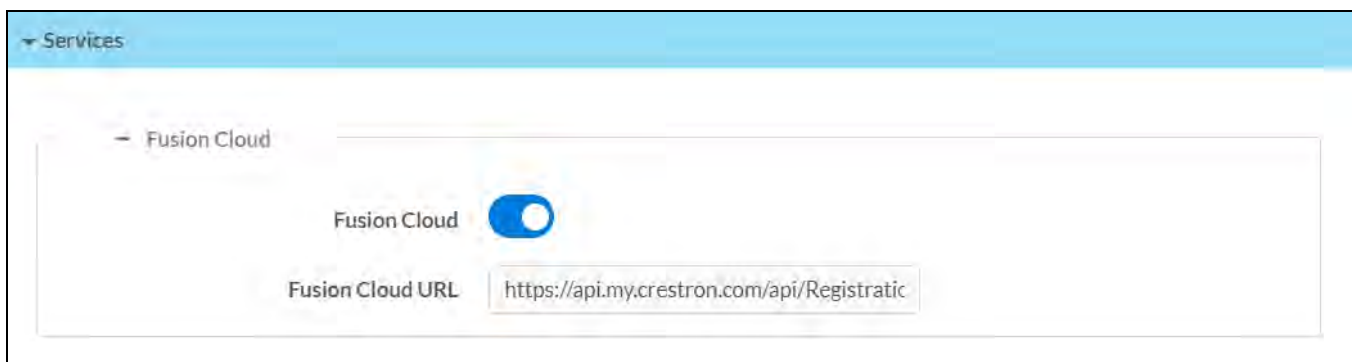 Services
Fusion Cloud
Fusion Cloud
Fusion Cloud URL https://api.my.crestron.com/api/Registratic